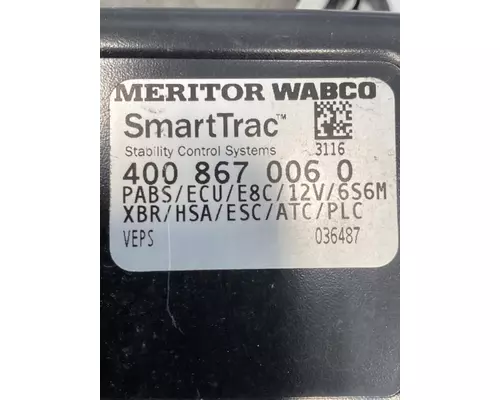 MERITOR WABCO
SmartTrac™
Stability Control Systems 3116
400 867 006 0
PABS/ECU/E8C/12V/6S6M
XBR/HSA/ESC/ATC/PLC
VEPS 036487